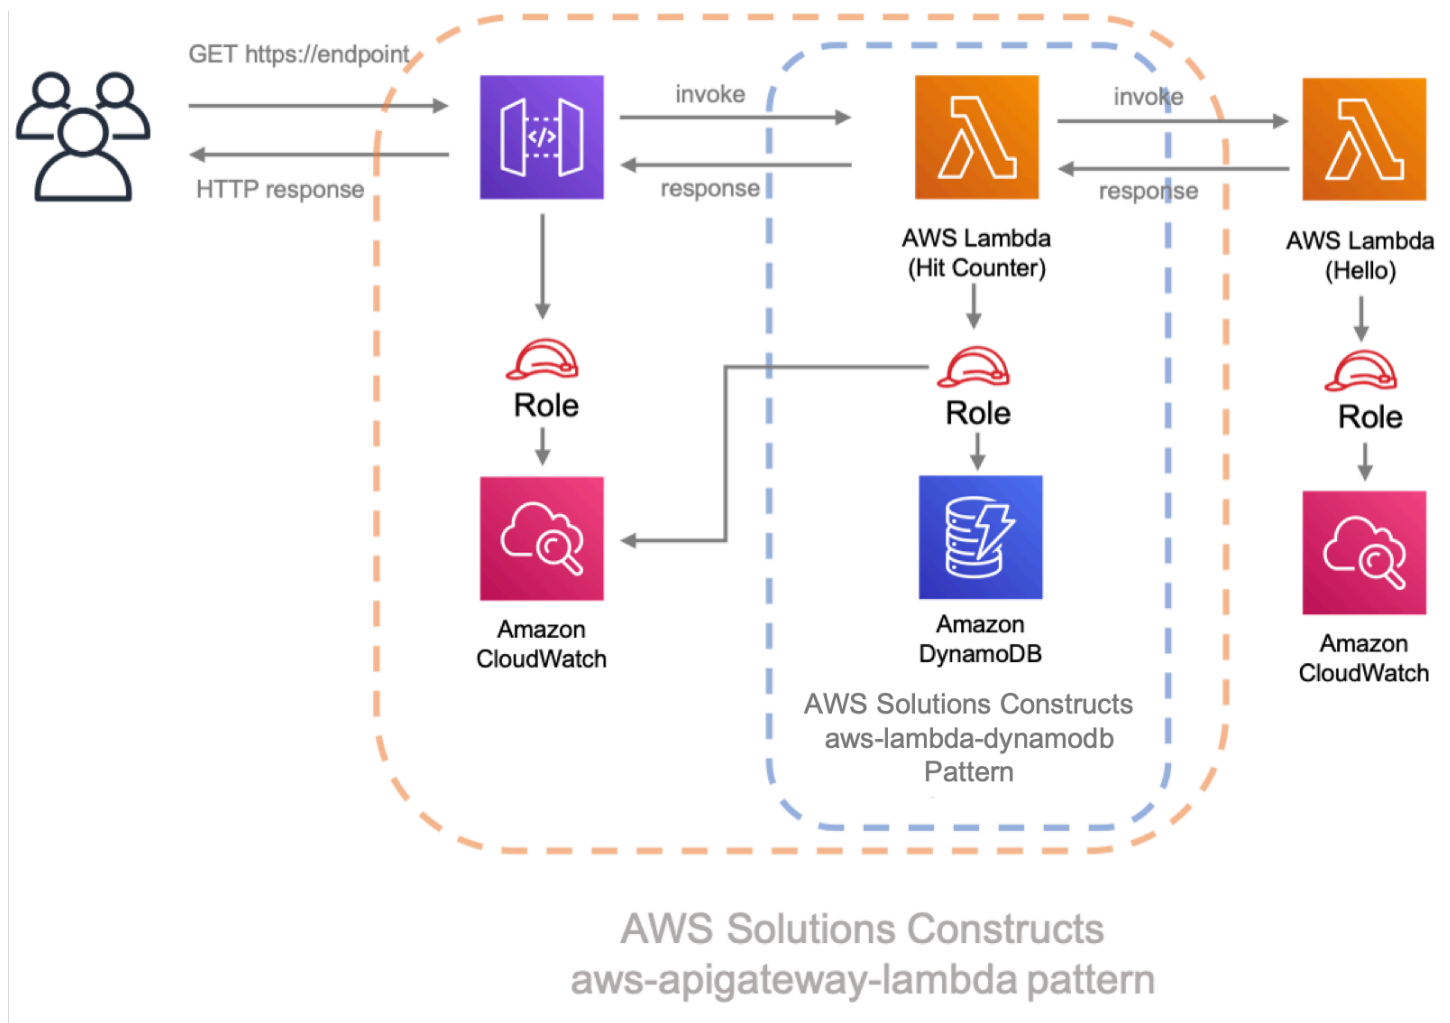 GET https://endpoint
HTTP response
invoke
response
invoke
response
</>
AWS Lambda
(Hit Counter)
AWS Lambda
(Hello)
Role
Role
Role
Amazon
CloudWatch
Amazon
DynamoDB
Amazon
CloudWatch
AWS Solutions Constructs
aws-lambda-dynamodb
Pattern
AWS Solutions Constructs
aws-apigateway-lambda pattern